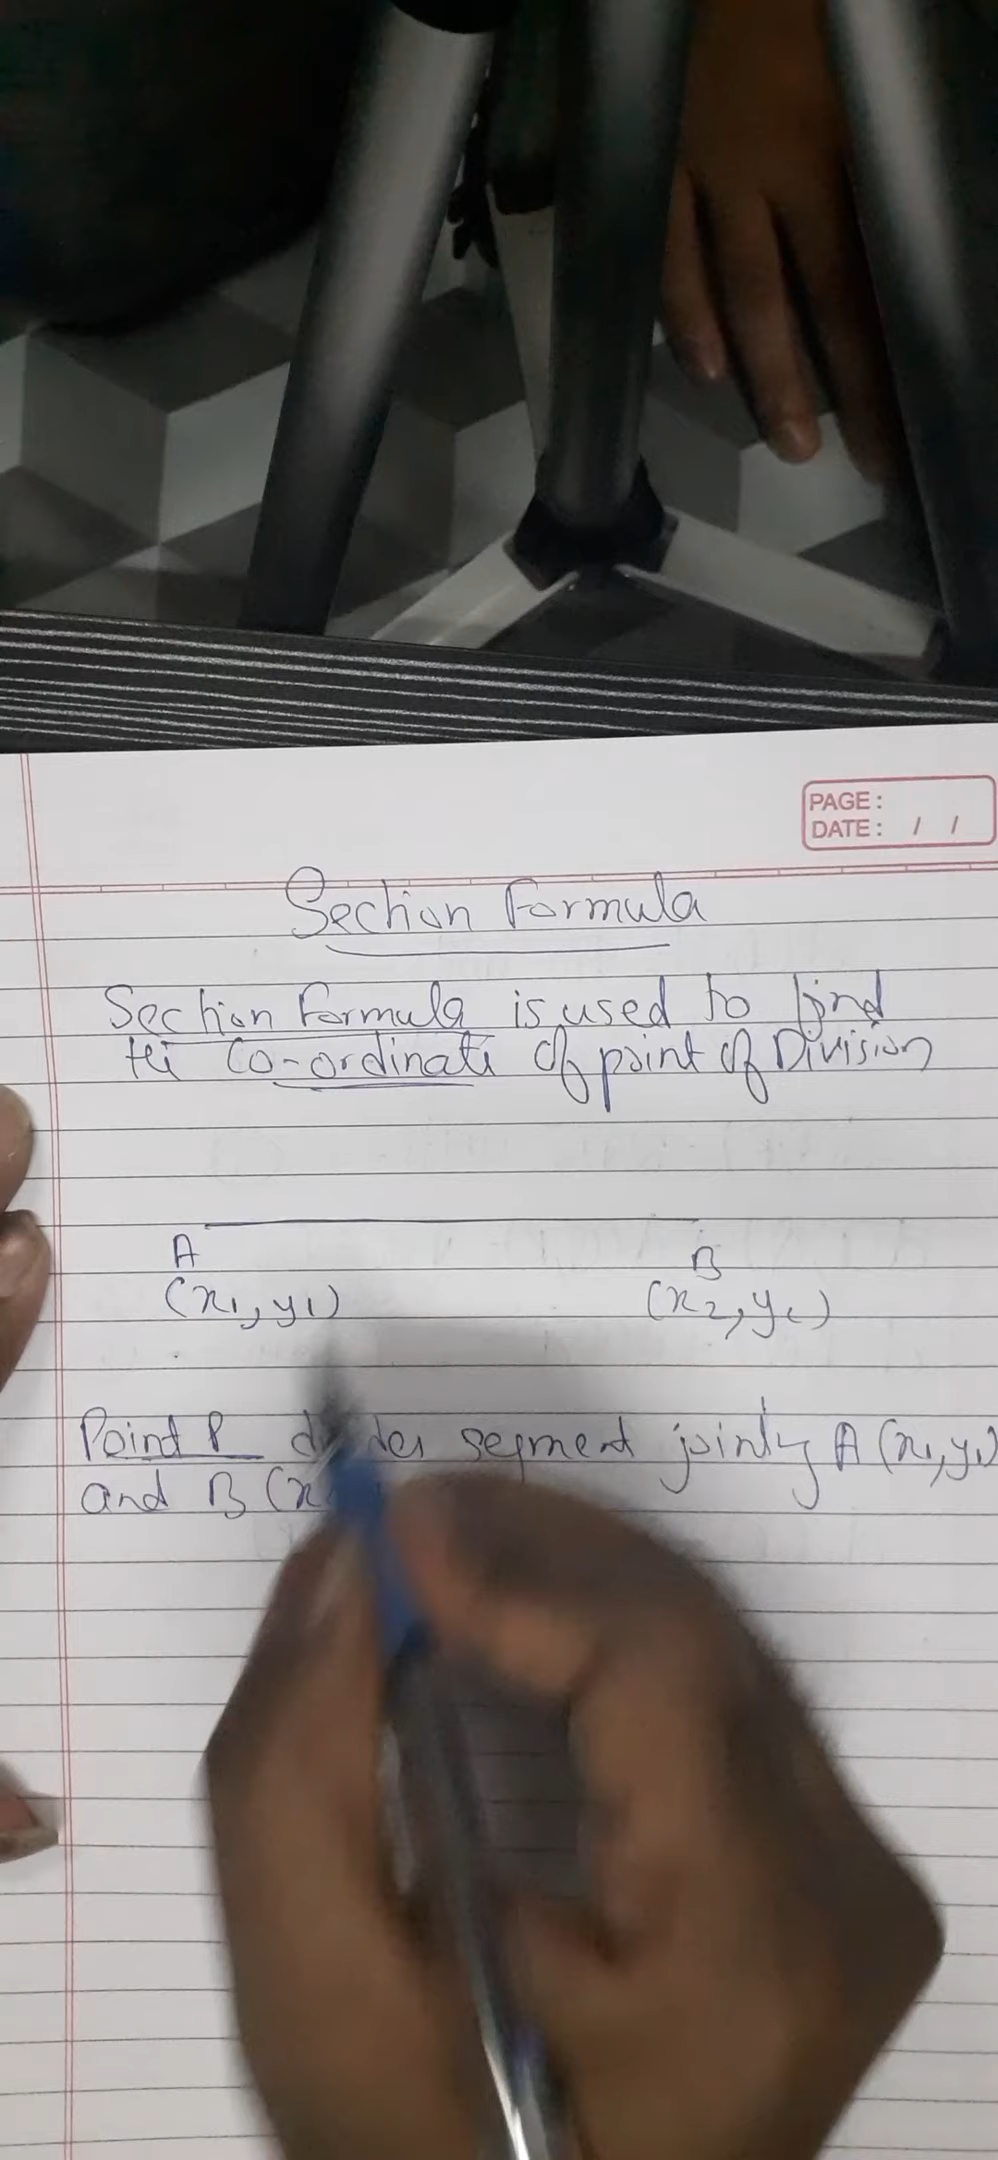 PAGE:
DATE: / /
Section Formula
Section Formula is used to find
the Co-ordinate of point of Division
A B
(x1, y1) (x2, y2)
Point P divides segment joining A (x1, y1)
and B (x